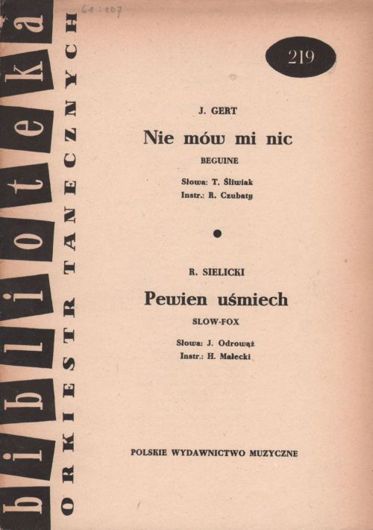 biblioteka
ORKIESTR TANECZNYCH
219
J. GERT
Nie mów mi nic
BEGUINE
Słowa: T. Śliwiak
Instr.: R. Czubaty
R. SIELICKI
Pewien uśmiech
SLOW-FOX
Słowa: J. Odrowąż
Instr.: H. Małecki
POLSKIE WYDAWNICTWO MUZYCZNE